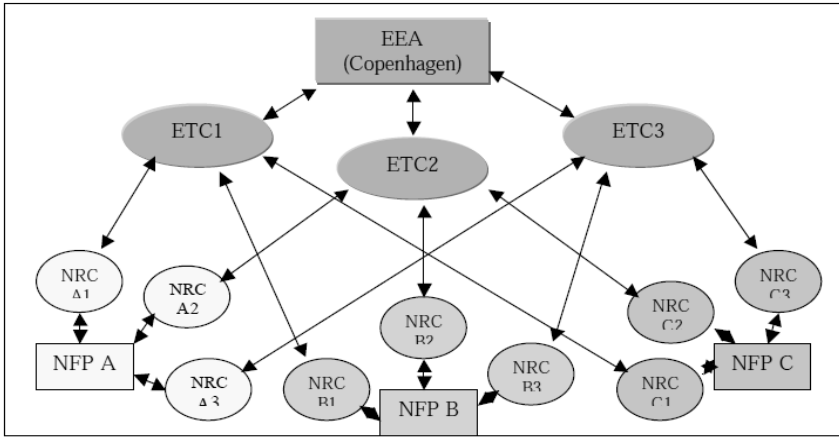 EEA
(Copenhagen)
ETC1
ETC2
ETC3
NRC
A1
NRC
A2
NRC
A3
NFP A
NRC
B1
NRC
B2
NRC
B3
NFP B
NRC
C1
NRC
C2
NRC
C3
NFP C